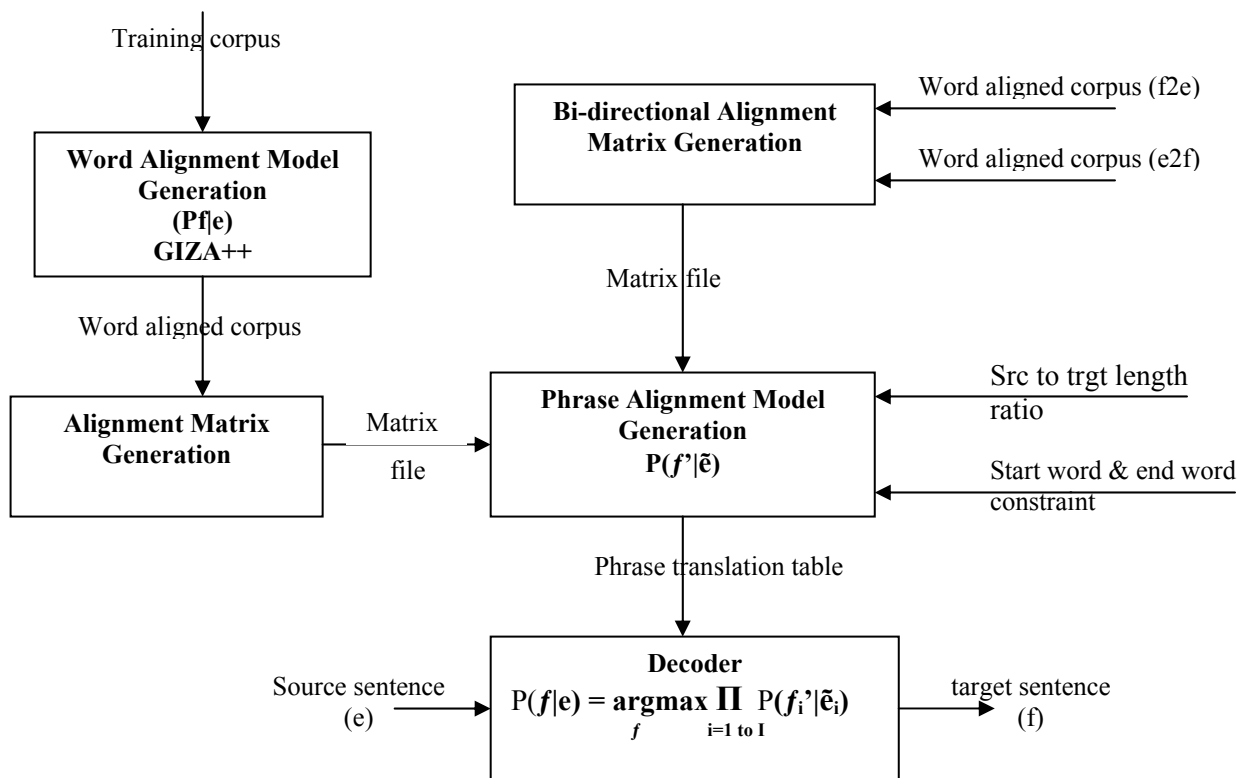 Training corpus
Word Alignment Model
Generation
(Pf|e)
GIZA++
Word aligned corpus
Alignment Matrix
Generation
Matrix
file
Bi-directional Alignment
Matrix Generation
Word aligned corpus (f2e)
Word aligned corpus (e2f)
Matrix file
Phrase Alignment Model
Generation
P(f’|ẽ)
Src to trgt length
ratio
Start word & end word
constraint
Phrase translation table
Source sentence
(e)
Decoder
P(f|e) = argmax Π P(fi’|ẽi)
f i=1 to I
target sentence
(f)